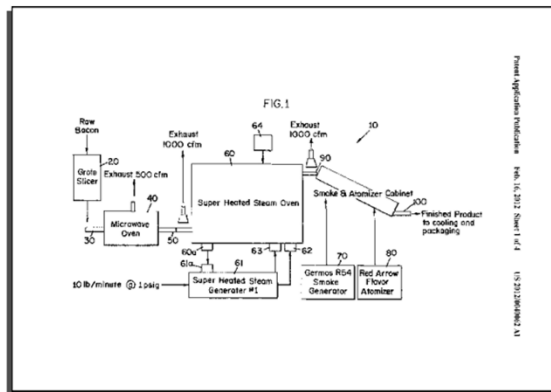 Patent Application Publication Feb. 16, 2012 Sheet 1 of 4 US 2012/0040062 A1
FIG.1
10
Raw
Bacon
20
Grote
Slicer
Exhaust 500 cfm
40
Microwave
Oven
30
50
Exhaust
1000 cfm
60
64
Super Heated Steam Oven
Exhaust
1000 cfm
90
Smoke & Atomizer Cabinet
100
Finished Product
to cooling and
packaging
60a
61a
61
63
62
10 lb/minute @ 1 psig
Super Heated Steam
Generator #1
70
Germos RS4
Smoke
Generator
80
Red Arrow
Flavor
Atomizer